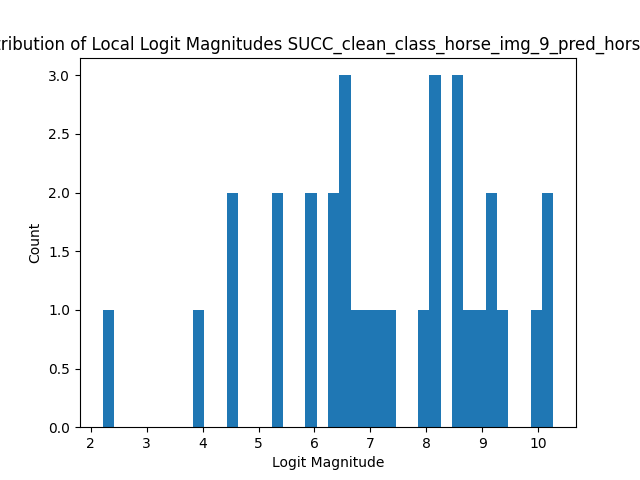 tribution of Local Logit Magnitudes SUCC_clean_class_horse_img_9_pred_hors
3.0
2.5
2.0
1.5
1.0
0.5
0.0
Count
2 3 4 5 6 7 8 9 10
Logit Magnitude